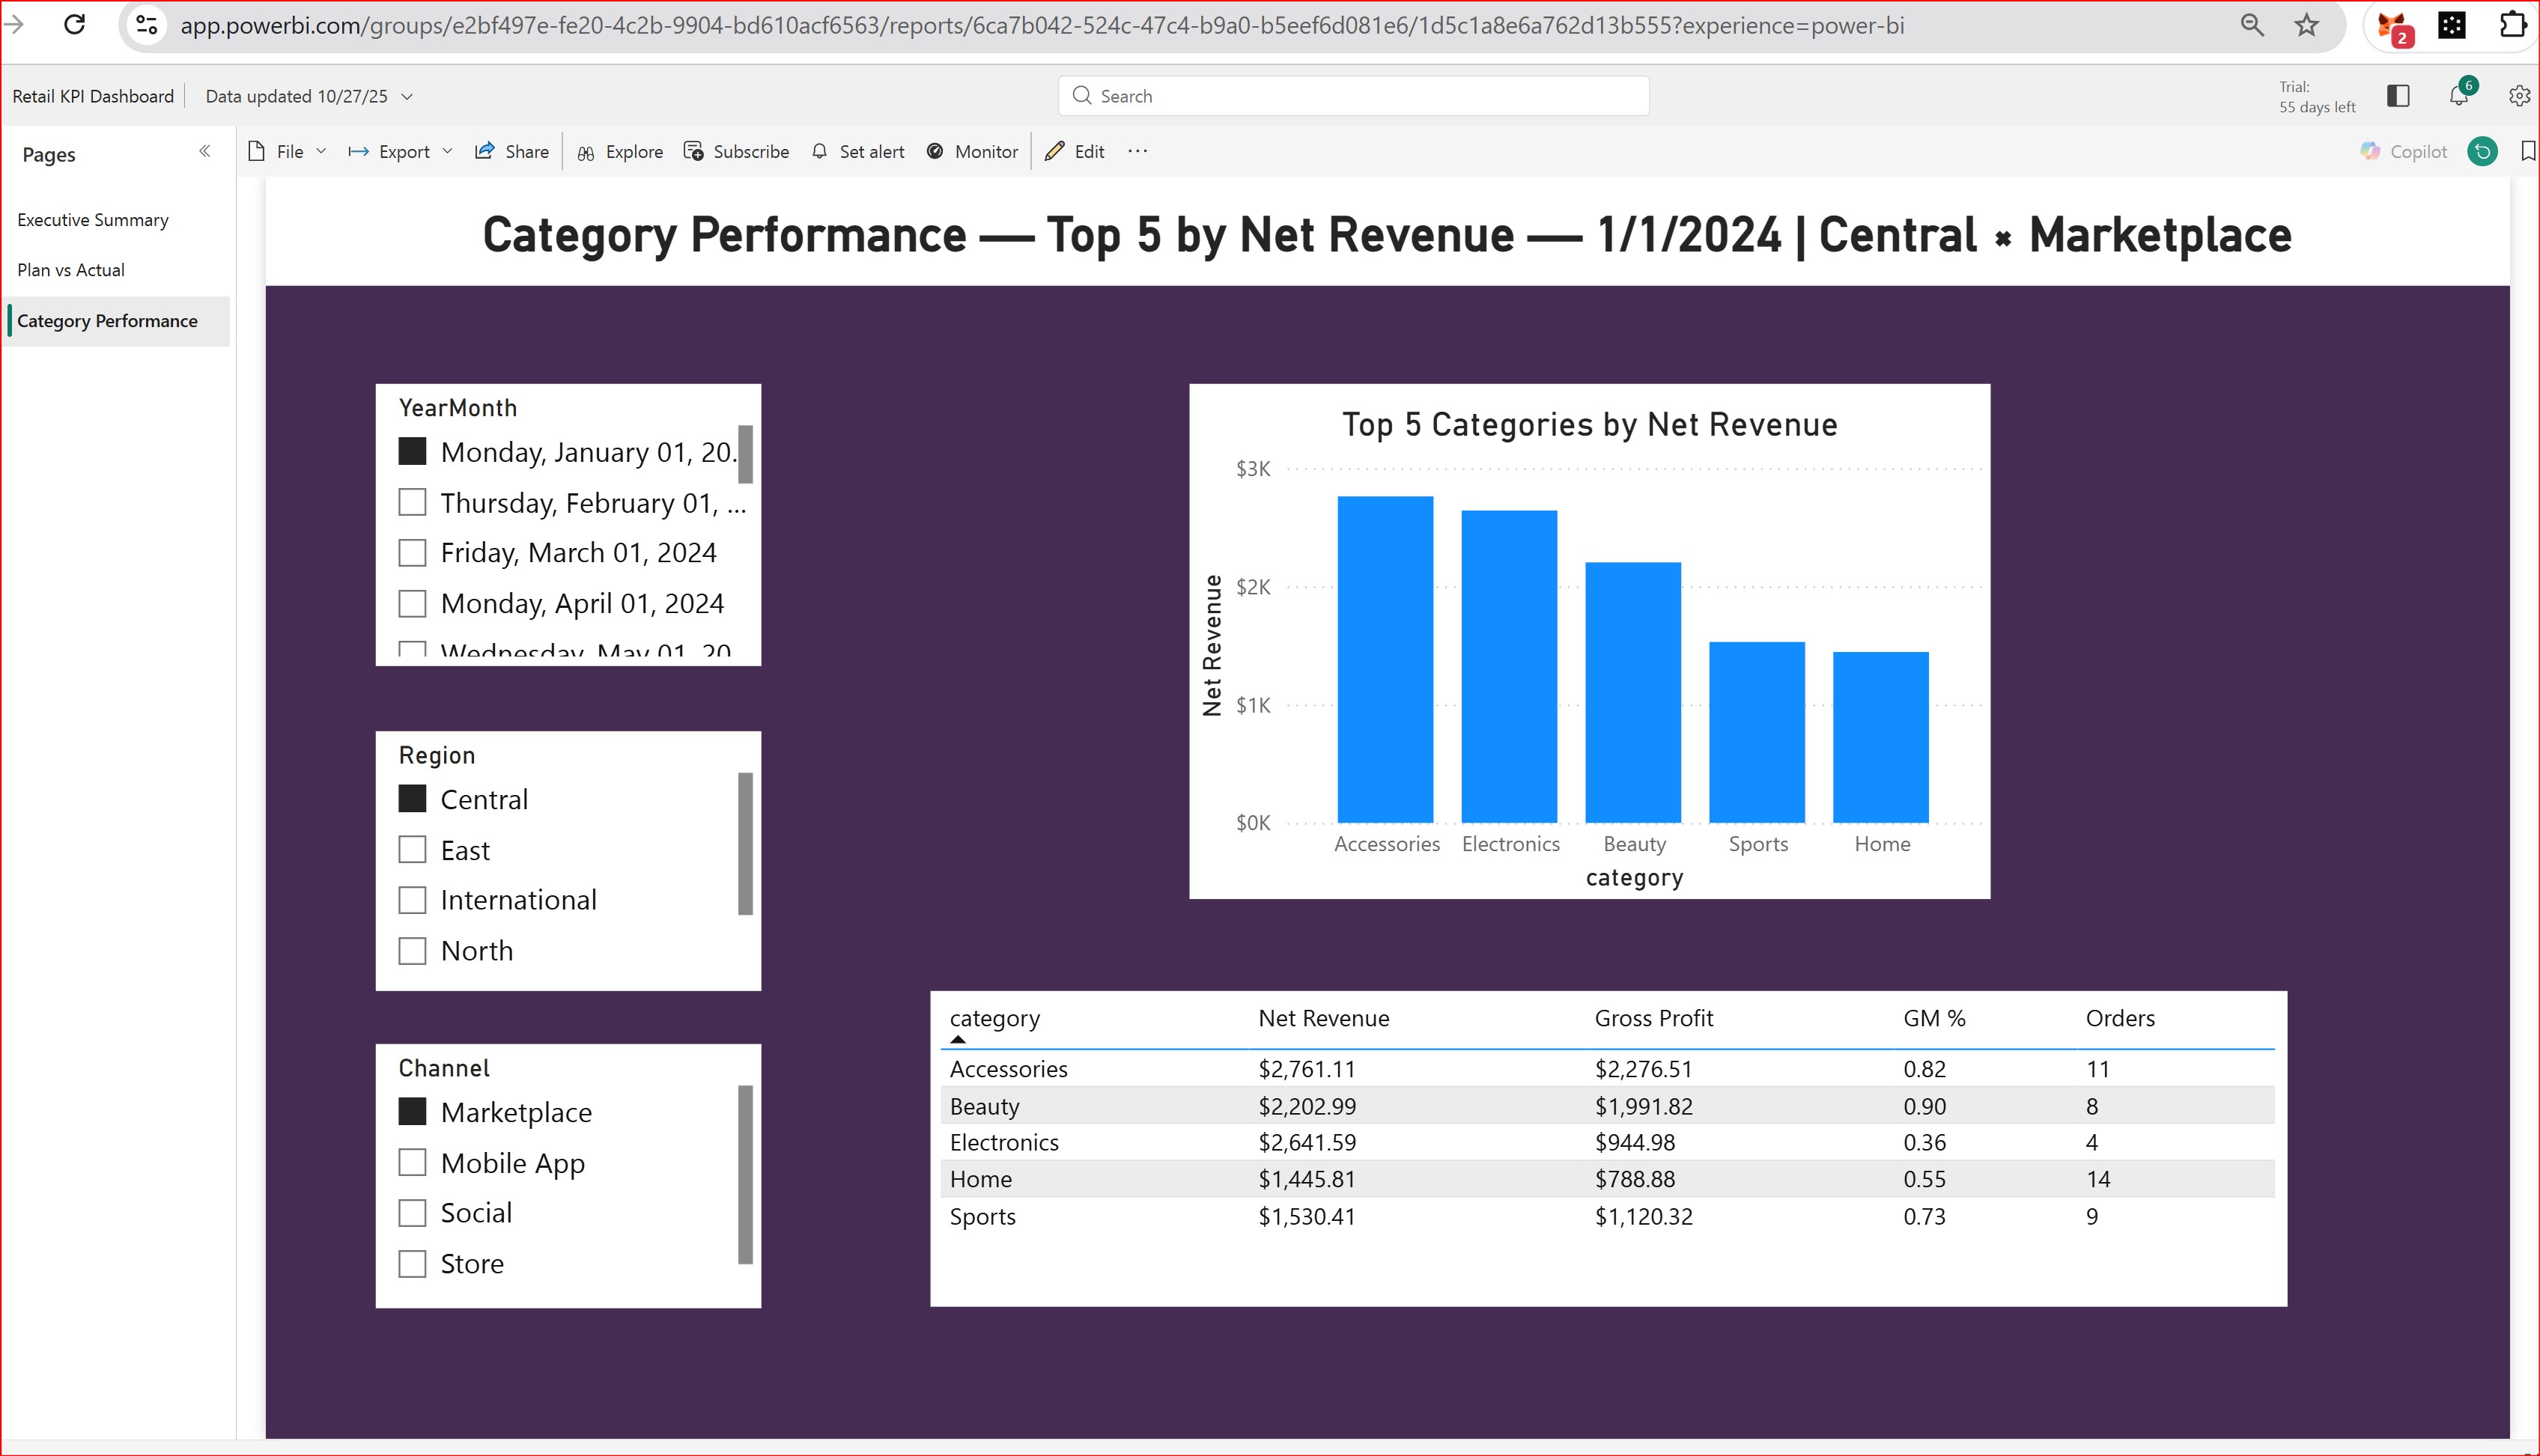 app.powerbi.com/groups/e2bf497e-fe20-4c2b-9904-bd610acf6563/reports/6ca7b042-524c-47c4-b9a0-b5eef6d081e6/1d5c1a8e6a762d13b555?experience=power-bi
2
Retail KPI Dashboard Data updated 10/27/25
Search
Trial:
55 days left
6
Pages
File Export Share Explore Subscribe Set alert Monitor Edit ...
Copilot
Executive Summary
Plan vs Actual
Category Performance
Category Performance — Top 5 by Net Revenue — 1/1/2024 | Central × Marketplace
YearMonth
Monday, January 01, 20.
Thursday, February 01, ...
Friday, March 01, 2024
Monday, April 01, 2024
Wednesday, May 01, 20
Region
Central
East
International
North
Channel
Marketplace
Mobile App
Social
Store
Top 5 Categories by Net Revenue
Net Revenue
$3K
$2K
$1K
$0K
Accessories Electronics Beauty Sports Home
category
category Net Revenue Gross Profit GM % Orders
Accessories $2,761.11 $2,276.51 0.82 11
Beauty $2,202.99 $1,991.82 0.90 8
Electronics $2,641.59 $944.98 0.36 4
Home $1,445.81 $788.88 0.55 14
Sports $1,530.41 $1,120.32 0.73 9